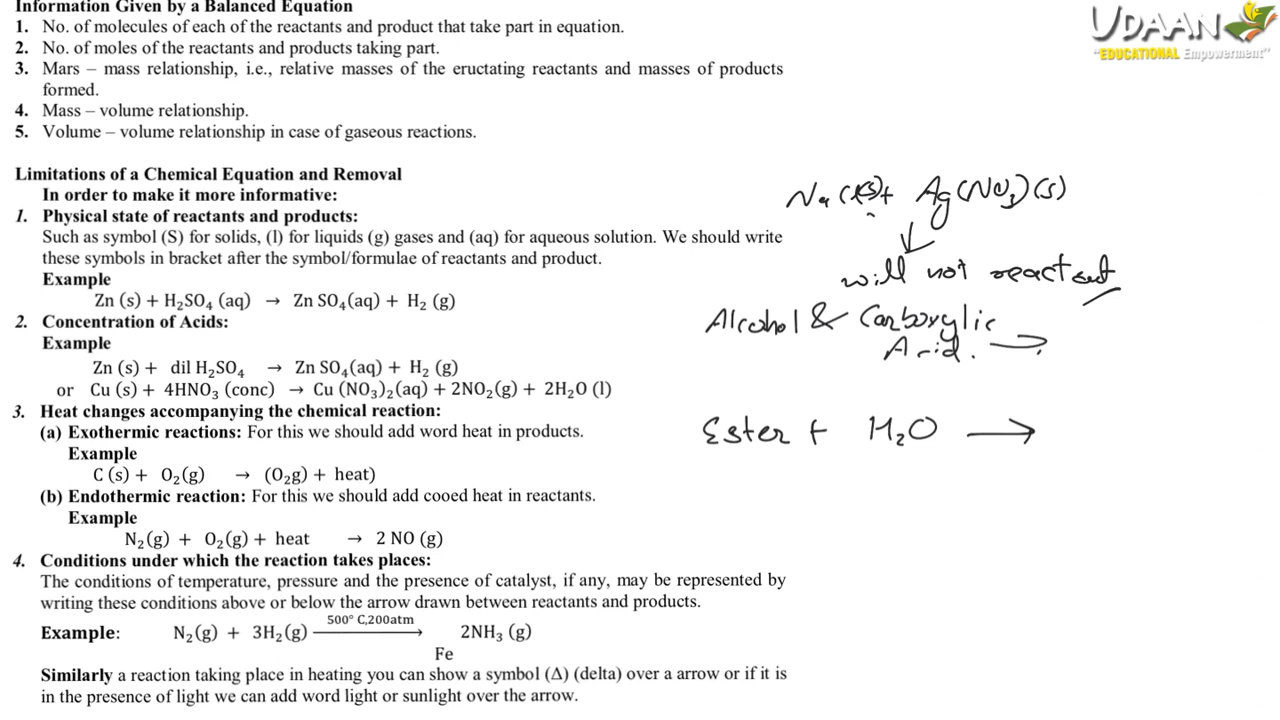 Information Given by a Balanced Equation
1. No. of molecules of each of the reactants and product that take part in equation.
2. No. of moles of the reactants and products taking part.
3. Mars – mass relationship, i.e., relative masses of the eructating reactants and masses of products
formed.
4. Mass – volume relationship.
5. Volume – volume relationship in case of gaseous reactions.
Limitations of a Chemical Equation and Removal
In order to make it more informative:
1. Physical state of reactants and products:
Such as symbol (S) for solids, (l) for liquids (g) gases and (aq) for aqueous solution. We should write
these symbols in bracket after the symbol/formulae of reactants and product.
Example
Zn (s) + H₂SO₄ (aq) → Zn SO₄(aq) + H₂ (g)
2. Concentration of Acids:
Example
Zn (s) + dil H₂SO₄ → Zn SO₄(aq) + H₂ (g)
or Cu (s) + 4HNO₃ (conc) → Cu (NO₃)₂(aq) + 2NO₂(g) + 2H₂O (l)
3. Heat changes accompanying the chemical reaction:
(a) Exothermic reactions: For this we should add word heat in products.
Example
C (s) + O₂(g) → (O₂g) + heat)
(b) Endothermic reaction: For this we should add cooed heat in reactants.
Example
N₂(g) + O₂(g) + heat → 2 NO (g)
4. Conditions under which the reaction takes places:
The conditions of temperature, pressure and the presence of catalyst, if any, may be represented by
writing these conditions above or below the arrow drawn between reactants and products.
Example: N₂(g) + 3H₂(g) 500° C,200atm → 2NH₃ (g)
Fe
Similarly a reaction taking place in heating you can show a symbol (Δ) (delta) over a arrow or if it is
in the presence of light we can add word light or sunlight over the arrow.
UDAAN
"EDUCATIONAL Empowerment"
Na (s) + Ag(NO₃)(s)
↓
will not
Alcohol & Carboxylic
Acid. →
Ester + H₂O →